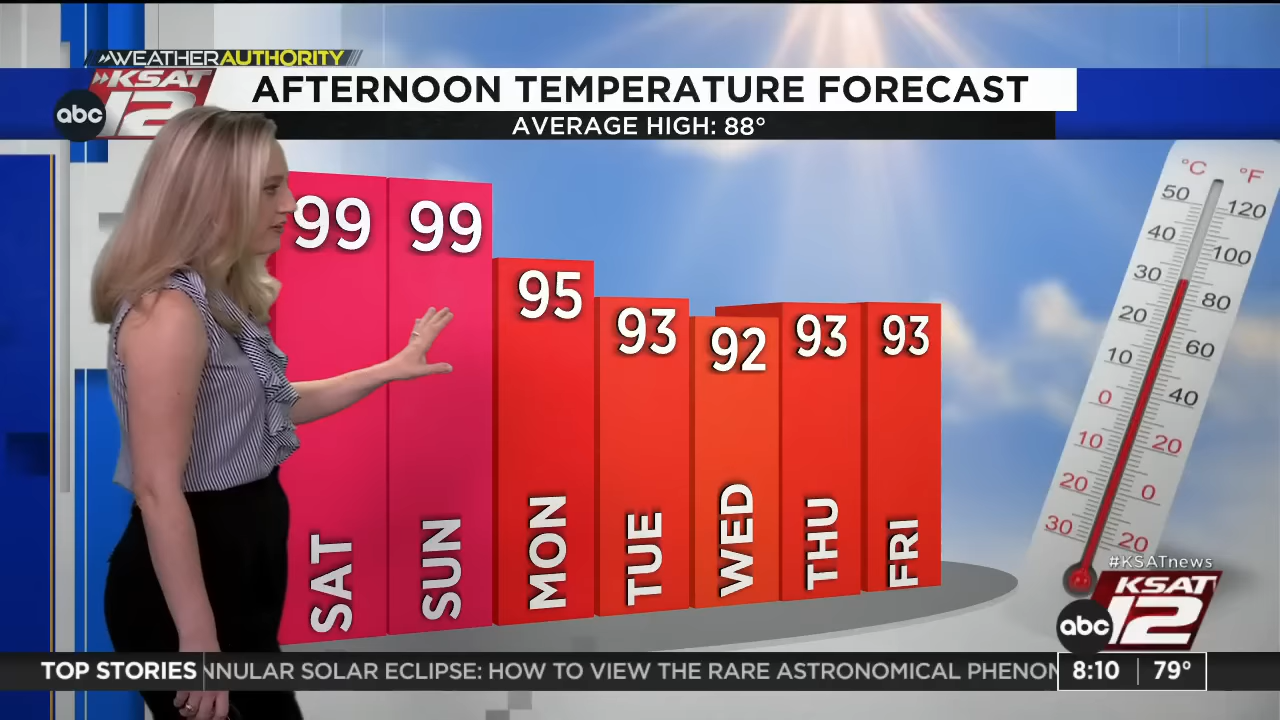 WEATHERAUTHORITY
KSAT
abc 12
AFTERNOON TEMPERATURE FORECAST
AVERAGE HIGH: 88°
99 99 95 93 92 93 93
SAT SUN MON TUE WED THU FRI
°C °F
50 120
40 100
30 80
20 60
10 40
0 20
10 0
20 20
30
#KSATnews
KSAT
abc 12
TOP STORIES NNULAR SOLAR ECLIPSE: HOW TO VIEW THE RARE ASTRONOMICAL PHENOM 8:10 79°